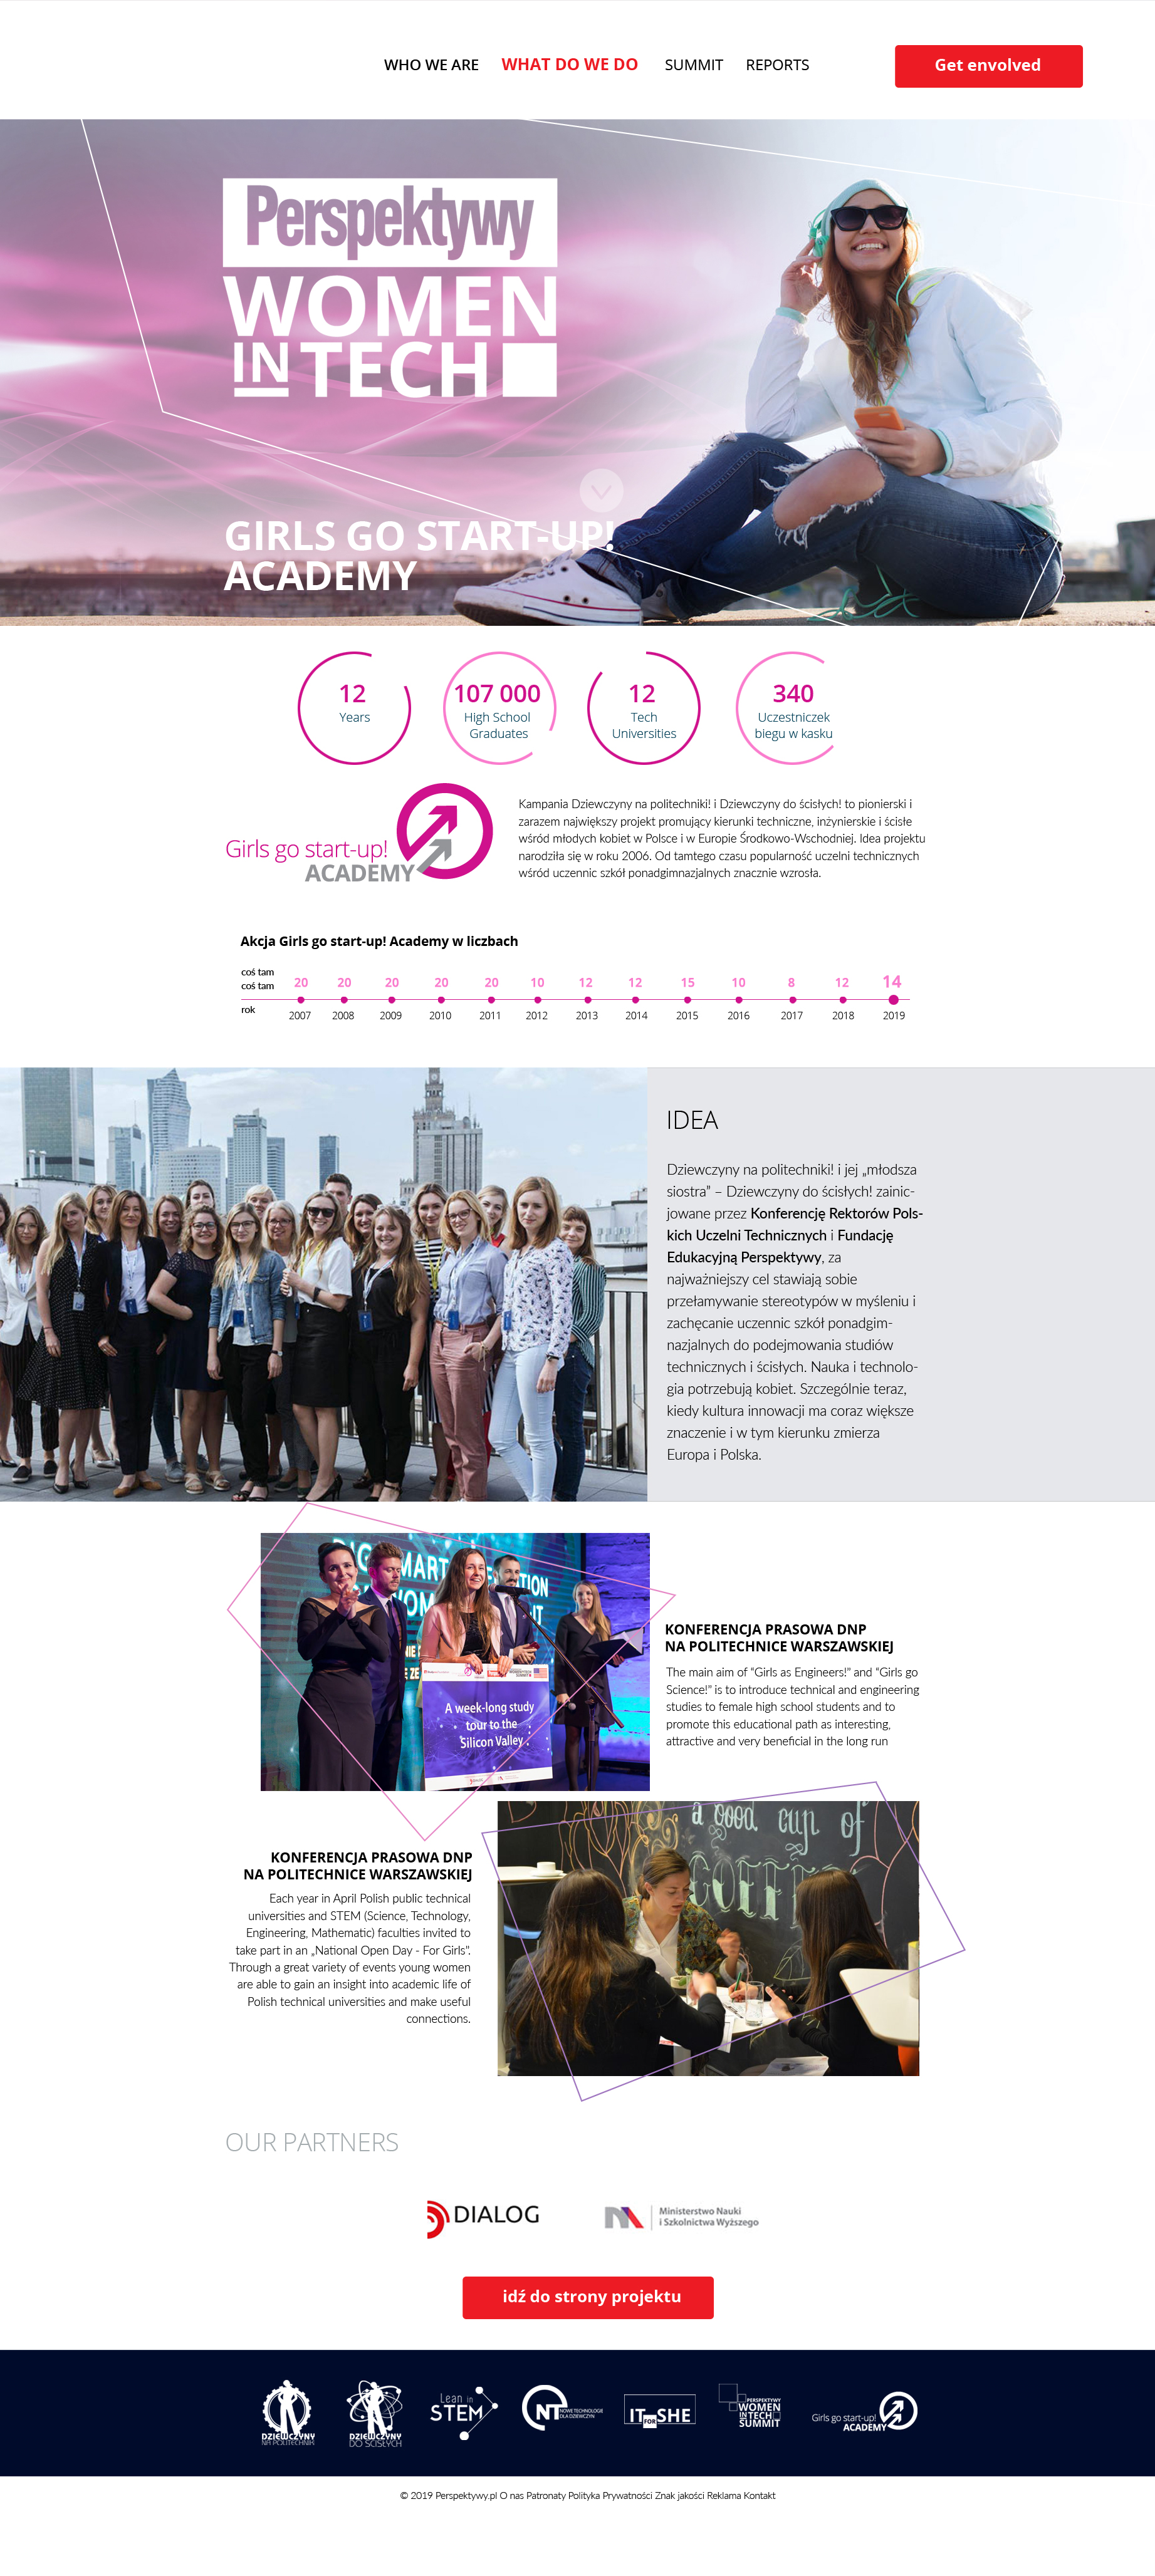 WHO WE ARE WHAT DO WE DO SUMMIT REPORTS Get envolved
Perspektywy
WOMEN
IN TECH
GIRLS GO START-UP!
ACADEMY
12
Years
107 000
High School
Graduates
12
Tech
Universities
340
Uczestniczek
biegu w kasku
Girls go start-up!
ACADEMY
Kampania Dziewczyny na politechniki! i Dziewczyny do ścisłych! to pionierski i
zarazem największy projekt promujący kierunki techniczne, inżynierskie i ścisłe
wśród młodych kobiet w Polsce i w Europie Środkowo-Wschodniej. Idea projektu
narodziła się w roku 2006. Od tamtego czasu popularność uczelni technicznych
wśród uczennic szkół ponadgimnazjalnych znacznie wzrosła.
Akcja Girls go start-up! Academy w liczbach
coś tam
coś tam
20 20 20 20 20 10 12 12 15 10 8 12 14
rok
2007 2008 2009 2010 2011 2012 2013 2014 2015 2016 2017 2018 2019
IDEA
Dziewczyny na politechniki! i jej „młodsza
siostra” – Dziewczyny do ścisłych! zainic-
jowane przez Konferencję Rektorów Pols-
kich Uczelni Technicznych i Fundację
Edukacyjną Perspektywy, za
najważniejszy cel stawiają sobie
przełamywanie stereotypów w myśleniu i
zachęcanie uczennic szkół ponadgim-
nazjalnych do podejmowania studiów
technicznych i ścisłych. Nauka i technolo-
gia potrzebują kobiet. Szczególnie teraz,
kiedy kultura innowacji ma coraz większe
znaczenie i w tym kierunku zmierza
Europa i Polska.
A week-long study
tour to the
Silicon Valley
KONFERENCJA PRASOWA DNP
NA POLITECHNICE WARSZAWSKIEJ
The main aim of "Girls as Engineers!" and "Girls go
Science!" is to introduce technical and engineering
studies to female high school students and to
promote this educational path as interesting,
attractive and very beneficial in the long run
a good cup of
COFFEE
KONFERENCJA PRASOWA DNP
NA POLITECHNICE WARSZAWSKIEJ
Each year in April Polish public technical
universities and STEM (Science, Technology,
Engineering, Mathematic) faculties invited to
take part in an „National Open Day - For Girls”.
Through a great variety of events young women
are able to gain an insight into academic life of
Polish technical universities and make useful
connections.
OUR PARTNERS
DIALOG
Ministerstwo Nauki
i Szkolnictwa Wyższego
idź do strony projektu
DZIEWCZYNY
NA POLITECHNIKI
DZIEWCZYNY
DO ŚCISŁYCH
Lean in
STEM
NT NOWE TECHNOLOGIE
DLA DZIEWCZYN
IT FOR SHE
PERSPEKTYWY
WOMEN
IN TECH
SUMMIT
Girls go start-up!
ACADEMY
© 2019 Perspektywy.pl O nas Patronaty Polityka Prywatności Znak jakości Reklama Kontakt